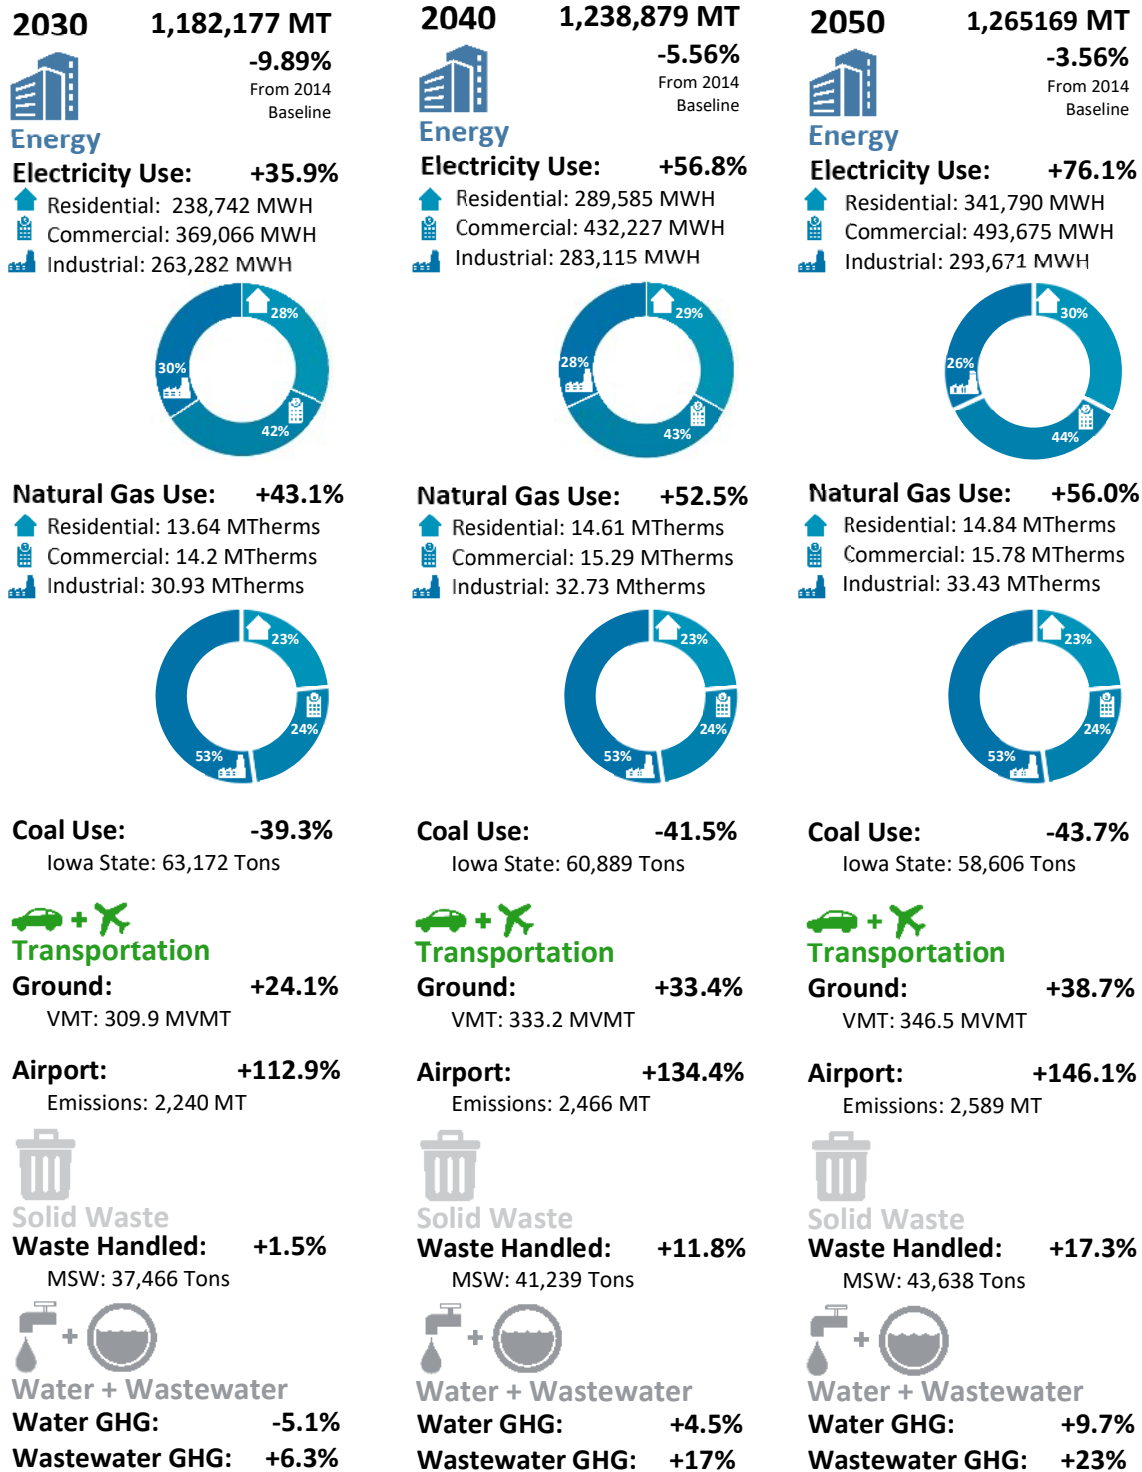 2030 1,182,177 MT
-9.89%
From 2014
Baseline
Energy
Electricity Use: +35.9%
Residential: 238,742 MWH
Commercial: 369,066 MWH
Industrial: 263,282 MWH
28%
30%
42%
Natural Gas Use: +43.1%
Residential: 13.64 MTherms
Commercial: 14.2 MTherms
Industrial: 30.93 MTherms
23%
24%
53%
Coal Use: -39.3%
Iowa State: 63,172 Tons
+
Transportation
Ground: +24.1%
VMT: 309.9 MVMT
Airport: +112.9%
Emissions: 2,240 MT
Solid Waste
Waste Handled: +1.5%
MSW: 37,466 Tons
+
Water + Wastewater
Water GHG: -5.1%
Wastewater GHG: +6.3%
2040 1,238,879 MT
-5.56%
From 2014
Baseline
Energy
Electricity Use: +56.8%
Residential: 289,585 MWH
Commercial: 432,227 MWH
Industrial: 283,115 MWH
29%
28%
43%
Natural Gas Use: +52.5%
Residential: 14.61 MTherms
Commercial: 15.29 MTherms
Industrial: 32.73 Mtherms
23%
24%
53%
Coal Use: -41.5%
Iowa State: 60,889 Tons
+
Transportation
Ground: +33.4%
VMT: 333.2 MVMT
Airport: +134.4%
Emissions: 2,466 MT
Solid Waste
Waste Handled: +11.8%
MSW: 41,239 Tons
+
Water + Wastewater
Water GHG: +4.5%
Wastewater GHG: +17%
2050 1,265169 MT
-3.56%
From 2014
Baseline
Energy
Electricity Use: +76.1%
Residential: 341,790 MWH
Commercial: 493,675 MWH
Industrial: 293,671 MWH
30%
26%
44%
Natural Gas Use: +56.0%
Residential: 14.84 MTherms
Commercial: 15.78 MTherms
Industrial: 33.43 MTherms
23%
24%
53%
Coal Use: -43.7%
Iowa State: 58,606 Tons
+
Transportation
Ground: +38.7%
VMT: 346.5 MVMT
Airport: +146.1%
Emissions: 2,589 MT
Solid Waste
Waste Handled: +17.3%
MSW: 43,638 Tons
+
Water + Wastewater
Water GHG: +9.7%
Wastewater GHG: +23%